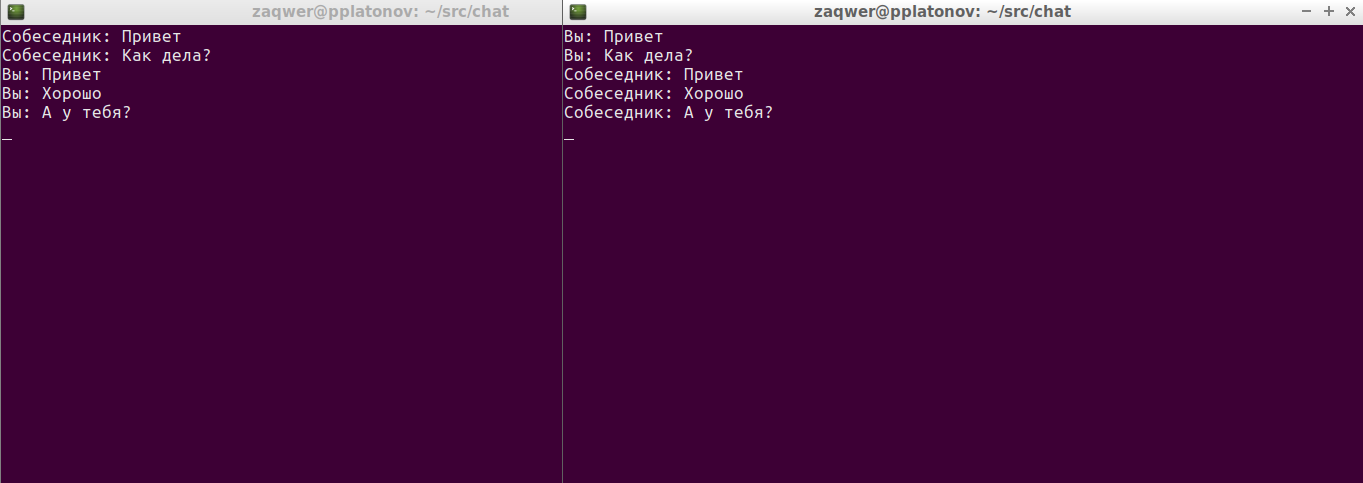 zaqwer@pplatonov: ~/src/chat
Собеседник: Привет
Собеседник: Как дела?
Вы: Привет
Вы: Хорошо
Вы: А у тебя?
zaqwer@pplatonov: ~/src/chat
Вы: Привет
Вы: Как дела?
Собеседник: Привет
Собеседник: Хорошо
Собеседник: А у тебя?